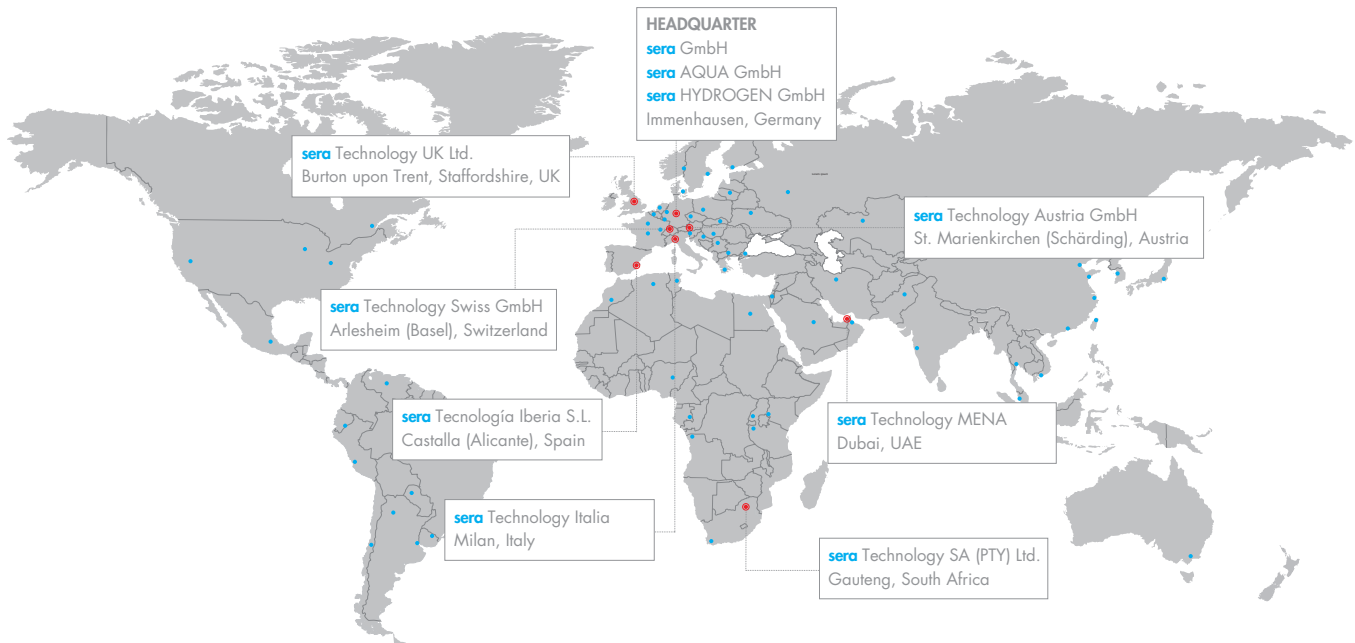 HEADQUARTER
sera GmbH
sera AQUA GmbH
sera HYDROGEN GmbH
Immenhausen, Germany
sera Technology UK Ltd.
Burton upon Trent, Staffordshire, UK
sera Technology Austria GmbH
St. Marienkirchen (Schärding), Austria
sera Technology Swiss GmbH
Arlesheim (Basel), Switzerland
sera Tecnología Iberia S.L.
Castalla (Alicante), Spain
sera Technology MENA
Dubai, UAE
sera Technology Italia
Milan, Italy
sera Technology SA (PTY) Ltd.
Gauteng, South Africa